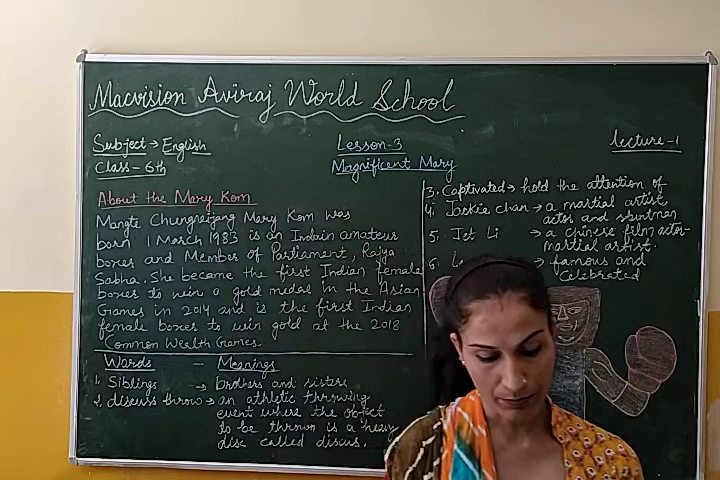 Macvision Aviraj World School
Subject → English
Class - 6th
Lesson - 3
Magnificent Mary
Lecture - 1
About the Mary Kom
Mangte Chungneijang Mary Kom was
born 1 March 1983 is an Indain amateur
boxes and Member of Parliament, Rajya
Sabha. She became the first Indian female
boxes to win a gold medal in the Asian
Games in 2014 and is the first Indian
female boxes to win gold at the 2018
Common Wealth Games.
Words - Meanings
1. Siblings → brothers and sisters
2. discuss throw → an athletic throwing
event where the object
to be thrown is a heavy
disc called discus.
3. Captivated → hold the attention of
4. Jackie chan → a martial artist
actor and stuntman
5. Jet Li → a chinese film actor
martial artist.
6. → famous and
Celebrated